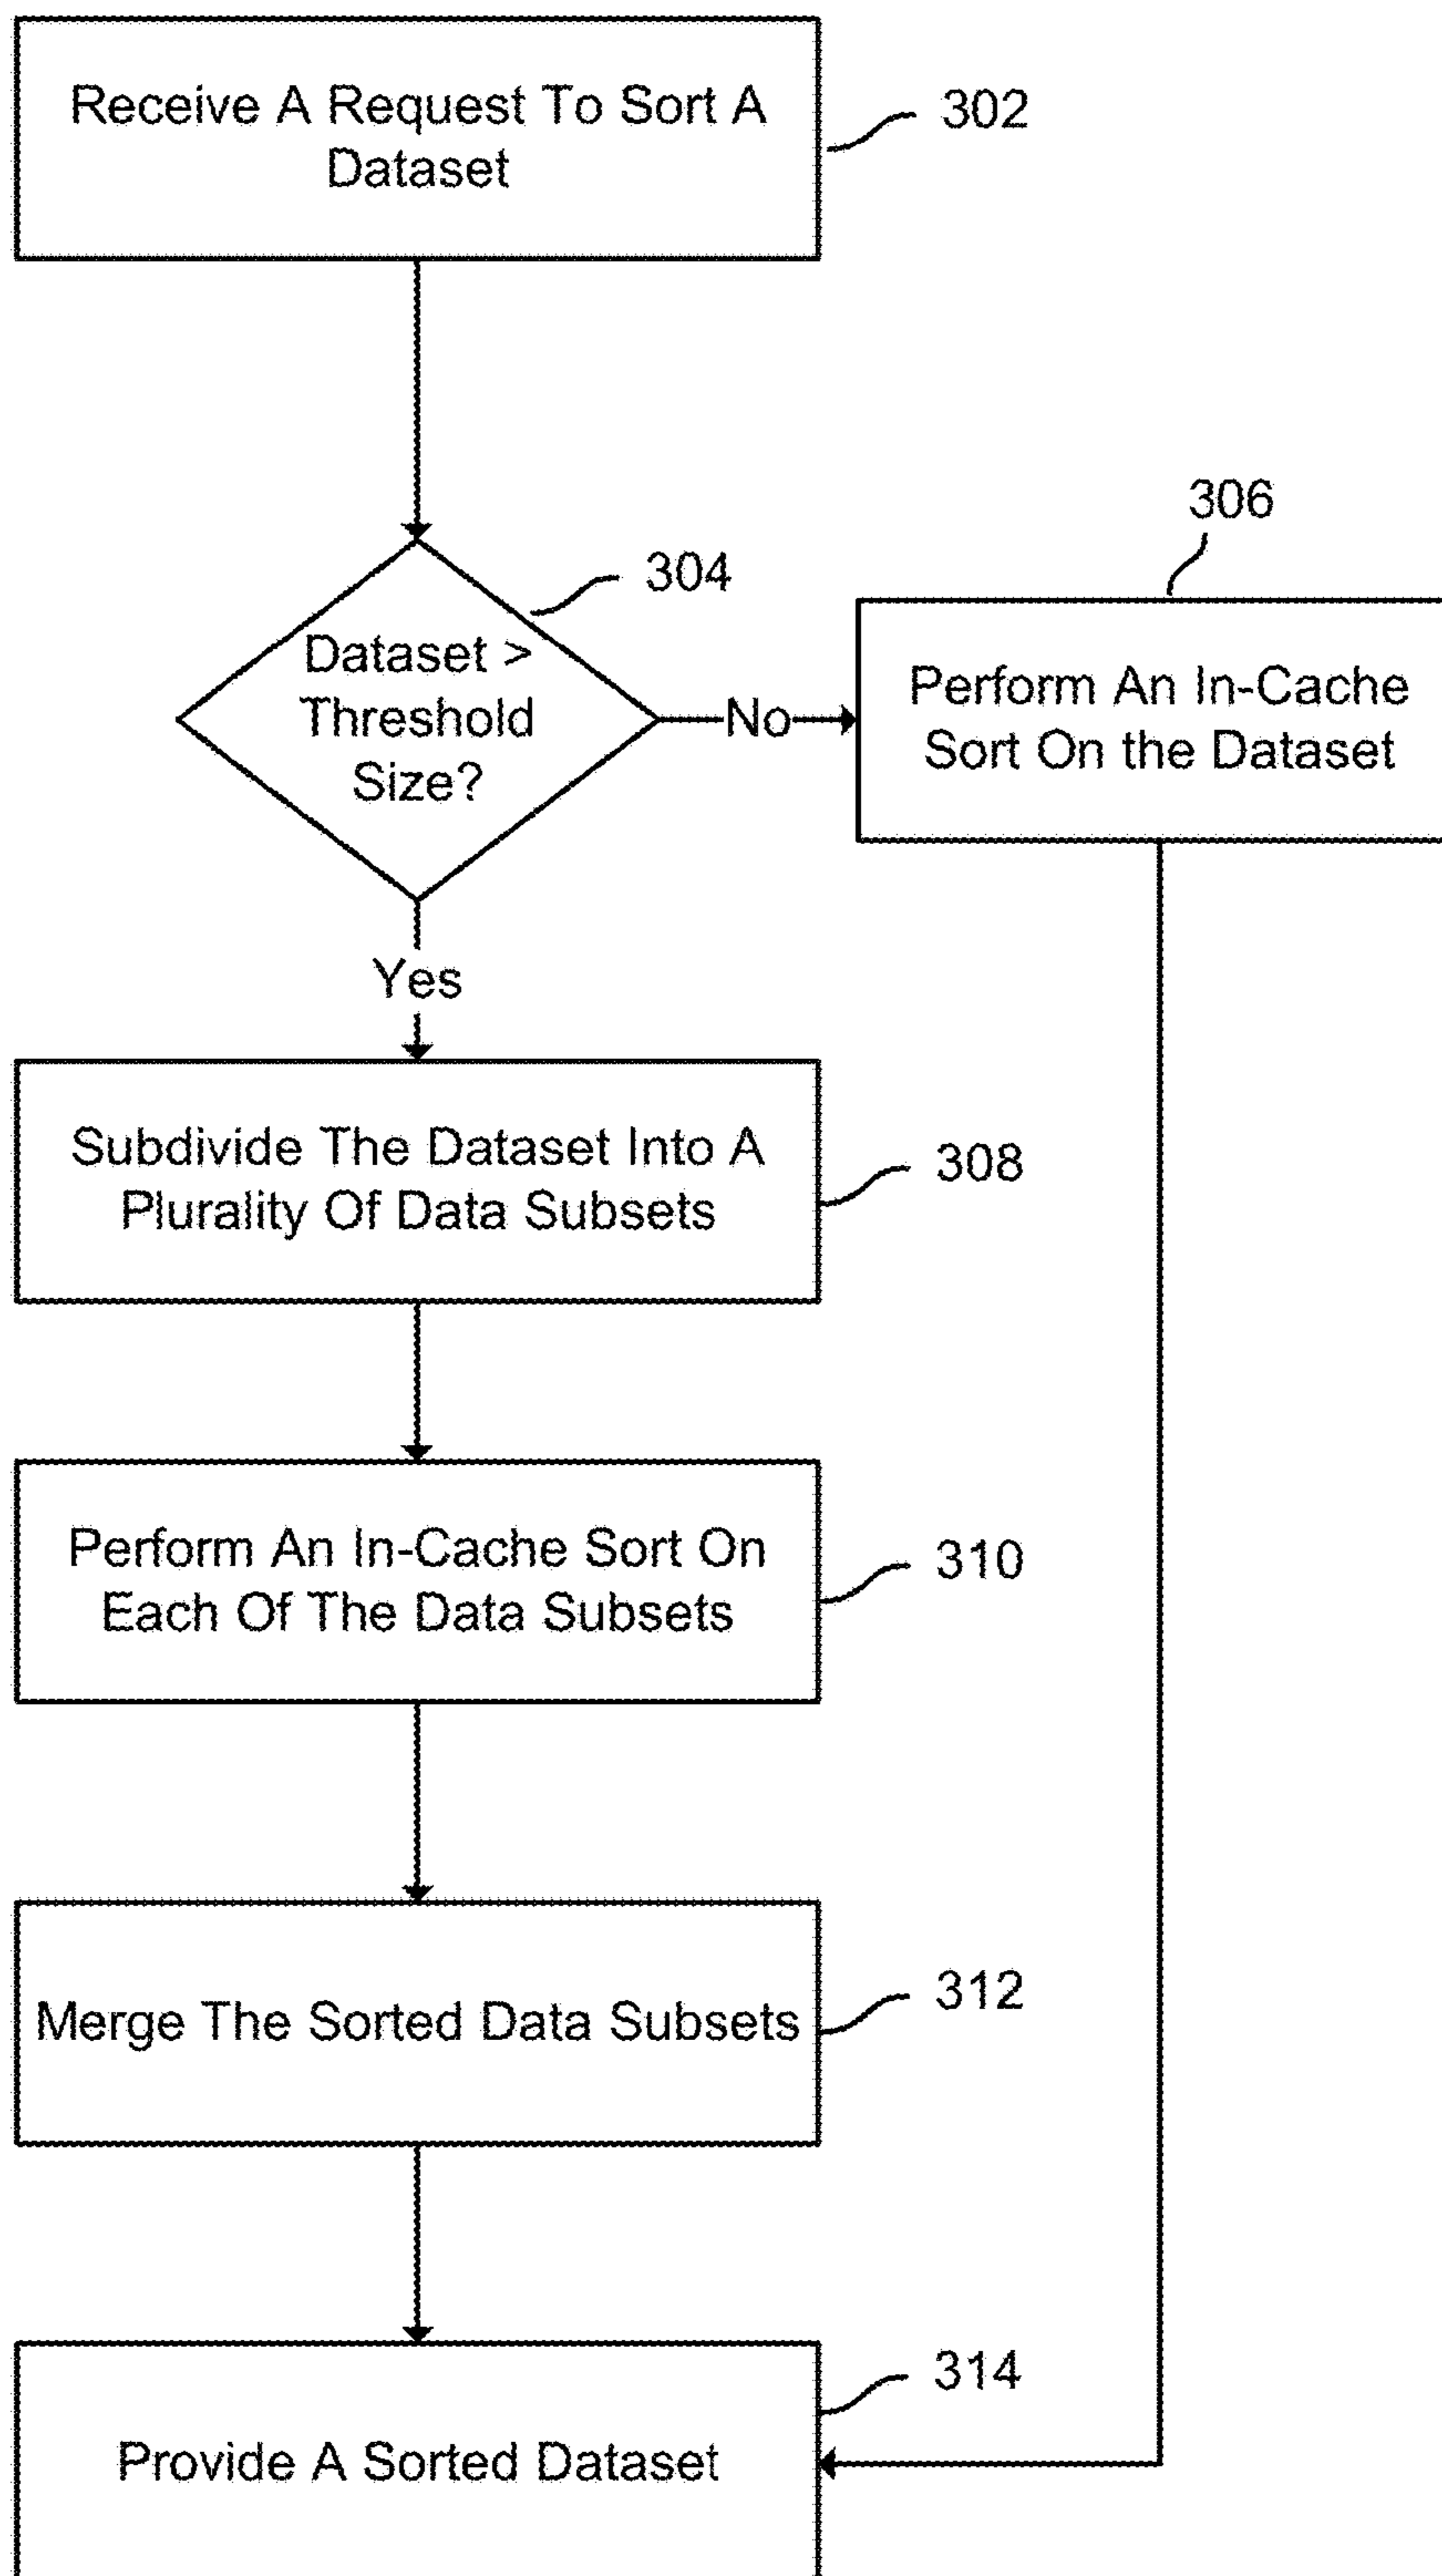 Receive A Request To Sort A
Dataset
302
304
Dataset >
Threshold
Size?
No
306
Perform An In-Cache
Sort On the Dataset
Yes
Subdivide The Dataset Into A
Plurality Of Data Subsets
308
Perform An In-Cache Sort On
Each Of The Data Subsets
310
Merge The Sorted Data Subsets
312
314
Provide A Sorted Dataset